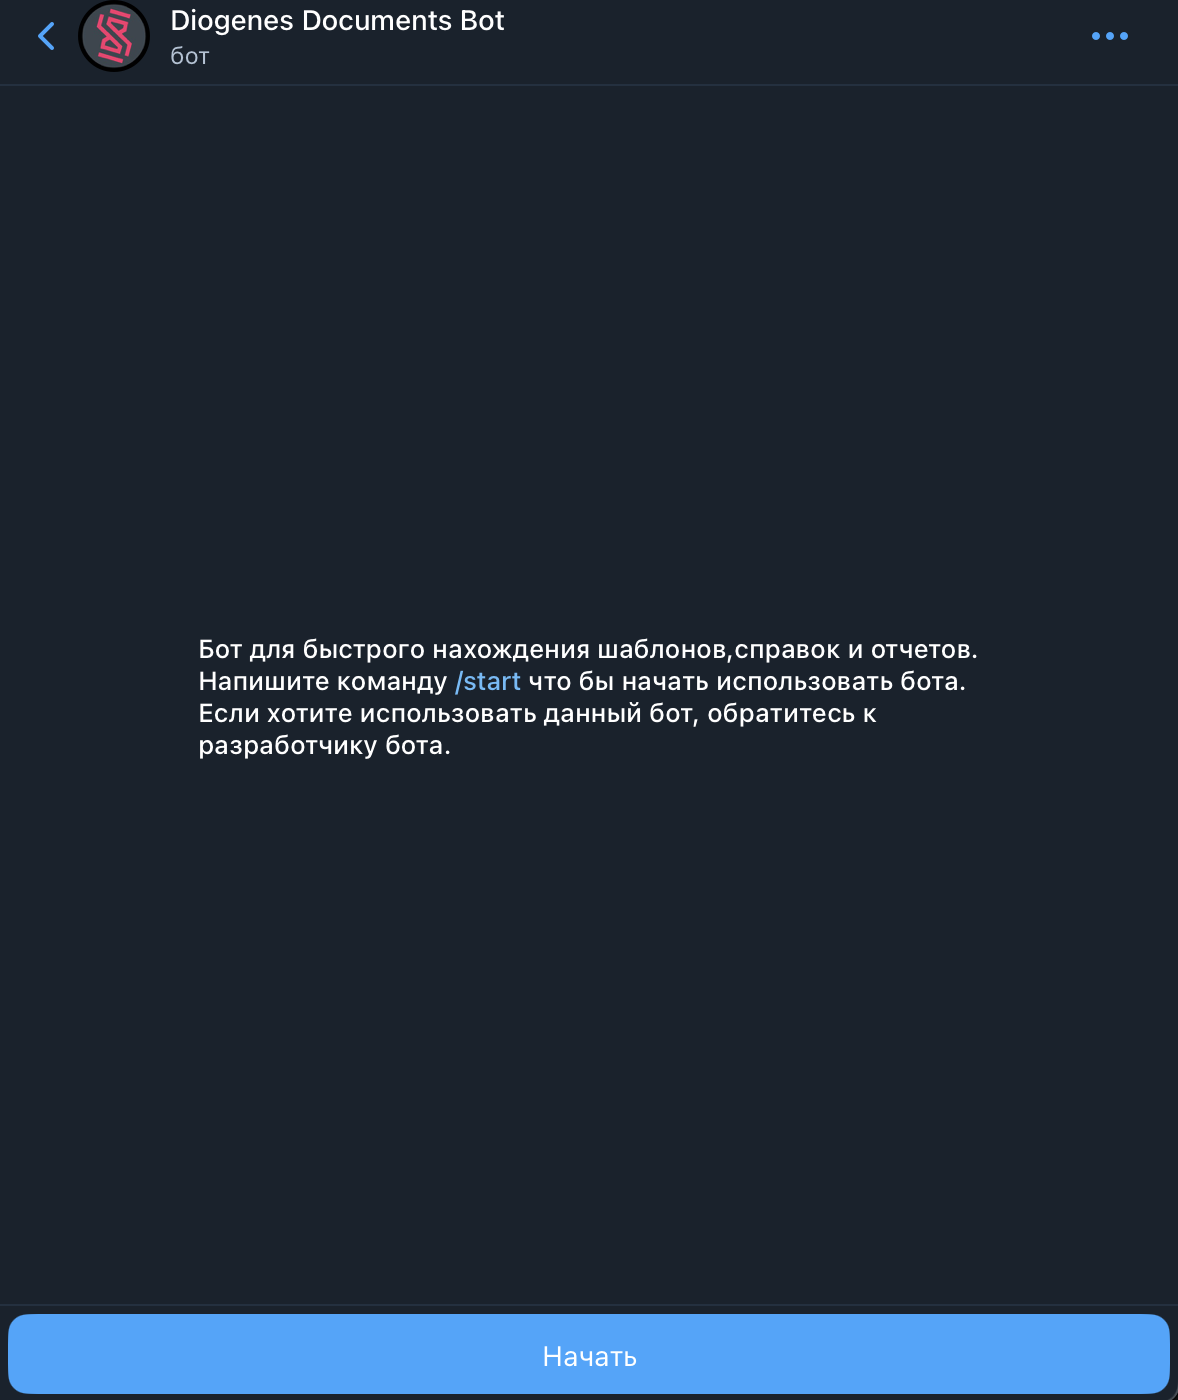 Diogenes Documents Bot
бот
Бот для быстрого нахождения шаблонов,справок и отчетов.
Напишите команду /start что бы начать использовать бота.
Если хотите использовать данный бот, обратитесь к
разработчику бота.
Начать